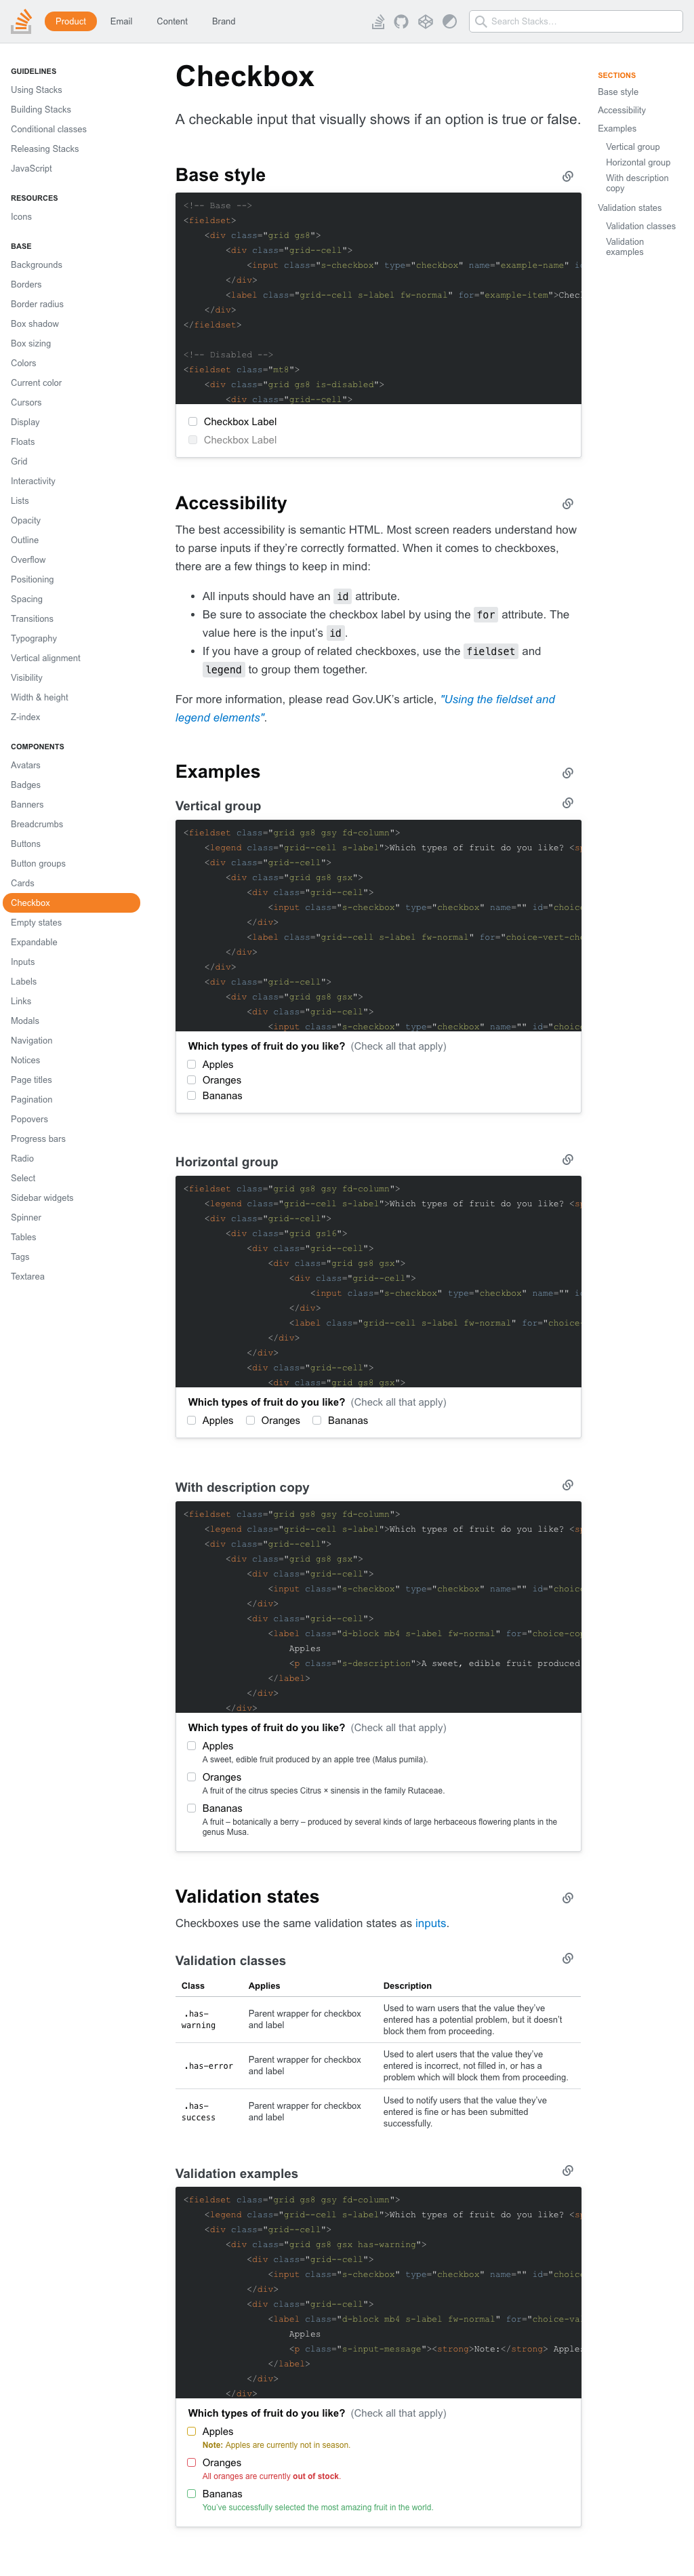 Product Email Content Brand
Search Stacks…
GUIDELINES
Using Stacks
Building Stacks
Conditional classes
Releasing Stacks
JavaScript
RESOURCES
Icons
BASE
Backgrounds
Borders
Border radius
Box shadow
Box sizing
Colors
Current color
Cursors
Display
Floats
Grid
Interactivity
Lists
Opacity
Outline
Overflow
Positioning
Spacing
Transitions
Typography
Vertical alignment
Visibility
Width & height
Z-index
COMPONENTS
Avatars
Badges
Banners
Breadcrumbs
Buttons
Button groups
Cards
Checkbox
Empty states
Expandable
Inputs
Labels
Links
Modals
Navigation
Notices
Page titles
Pagination
Popovers
Progress bars
Radio
Select
Sidebar widgets
Spinner
Tables
Tags
Textarea
Checkbox
A checkable input that visually shows if an option is true or false.
Base style
<!-- Base -->
<fieldset>
<div class="grid gs8">
<div class="grid--cell">
<input class="s-checkbox" type="checkbox" name="example-name"
</div>
<label class="grid--cell s-label fw-normal" for="example-item">
</div>
</fieldset>
<!-- Disabled -->
<fieldset class="mt8">
<div class="grid gs8 is-disabled">
<div class="grid--cell">
Checkbox Label
Checkbox Label
Accessibility
The best accessibility is semantic HTML. Most screen readers understand how
to parse inputs if they’re correctly formatted. When it comes to checkboxes,
there are a few things to keep in mind:
All inputs should have an id attribute.
Be sure to associate the checkbox label by using the for attribute. The
value here is the input’s id.
If you have a group of related checkboxes, use the fieldset and
legend to group them together.
For more information, please read Gov.UK’s article, "Using the fieldset and
legend elements".
Examples
Vertical group
<fieldset class="grid gs8 gsy fd-column">
<legend class="grid--cell s-label">Which types of fruit do you like?
<div class="grid--cell">
<div class="grid gs8 gsx">
<div class="grid--cell">
<input class="s-checkbox" type="checkbox" name=""
</div>
<label class="grid--cell s-label fw-normal"
</div>
</div>
<div class="grid--cell">
<div class="grid gs8 gsx">
<div class="grid--cell">
<input class="s-checkbox" type="checkbox" name=""
Which types of fruit do you like? (Check all that apply)
Apples
Oranges
Bananas
Horizontal group
<fieldset class="grid gs8 gsy fd-column">
<legend class="grid--cell s-label">Which types of fruit do you like?
<div class="grid--cell">
<div class="grid gs16">
<div class="grid--cell">
<div class="grid gs8 gsx">
<div class="grid--cell">
<input class="s-checkbox" type="checkbox" name=""
</div>
<label class="grid--cell s-label fw-normal"
</div>
</div>
<div class="grid--cell">
<div class="grid gs8 gsx">
Which types of fruit do you like? (Check all that apply)
Apples Oranges Bananas
With description copy
<fieldset class="grid gs8 gsy fd-column">
<legend class="grid--cell s-label">Which types of fruit do you like?
<div class="grid--cell">
<div class="grid gs8 gsx">
<div class="grid--cell">
<input class="s-checkbox" type="checkbox" name=""
</div>
<div class="grid--cell">
<label class="d-block mb4 s-label fw-normal"
Apples
<p class="s-description">A sweet, edible fruit produced
</label>
</div>
</div>
Which types of fruit do you like? (Check all that apply)
Apples
A sweet, edible fruit produced by an apple tree (Malus pumila).
Oranges
A fruit of the citrus species Citrus × sinensis in the family Rutaceae.
Bananas
A fruit – botanically a berry – produced by several kinds of large herbaceous flowering plants in the
genus Musa.
Validation states
Checkboxes use the same validation states as inputs.
Validation classes
Class Applies Description
.has-warning
Parent wrapper for checkbox
and label
Used to warn users that the value they’ve
entered has a potential problem, but it doesn’t
block them from proceeding.
.has-error
Parent wrapper for checkbox
and label
Used to alert users that the value they’ve
entered is incorrect, not filled in, or has a
problem which will block them from proceeding.
.has-success
Parent wrapper for checkbox
and label
Used to notify users that the value they’ve
entered is fine or has been submitted
successfully.
Validation examples
<fieldset class="grid gs8 gsy fd-column">
<legend class="grid--cell s-label">Which types of fruit do you like?
<div class="grid--cell">
<div class="grid gs8 gsx has-warning">
<div class="grid--cell">
<input class="s-checkbox" type="checkbox" name=""
</div>
<div class="grid--cell">
<label class="d-block mb4 s-label fw-normal"
Apples
<p class="s-input-message"><strong>Note:</strong>
</label>
</div>
</div>
Which types of fruit do you like? (Check all that apply)
Apples
Note: Apples are currently not in season.
Oranges
All oranges are currently out of stock.
Bananas
You’ve successfully selected the most amazing fruit in the world.
SECTIONS
Base style
Accessibility
Examples
Vertical group
Horizontal group
With description
copy
Validation states
Validation classes
Validation
examples